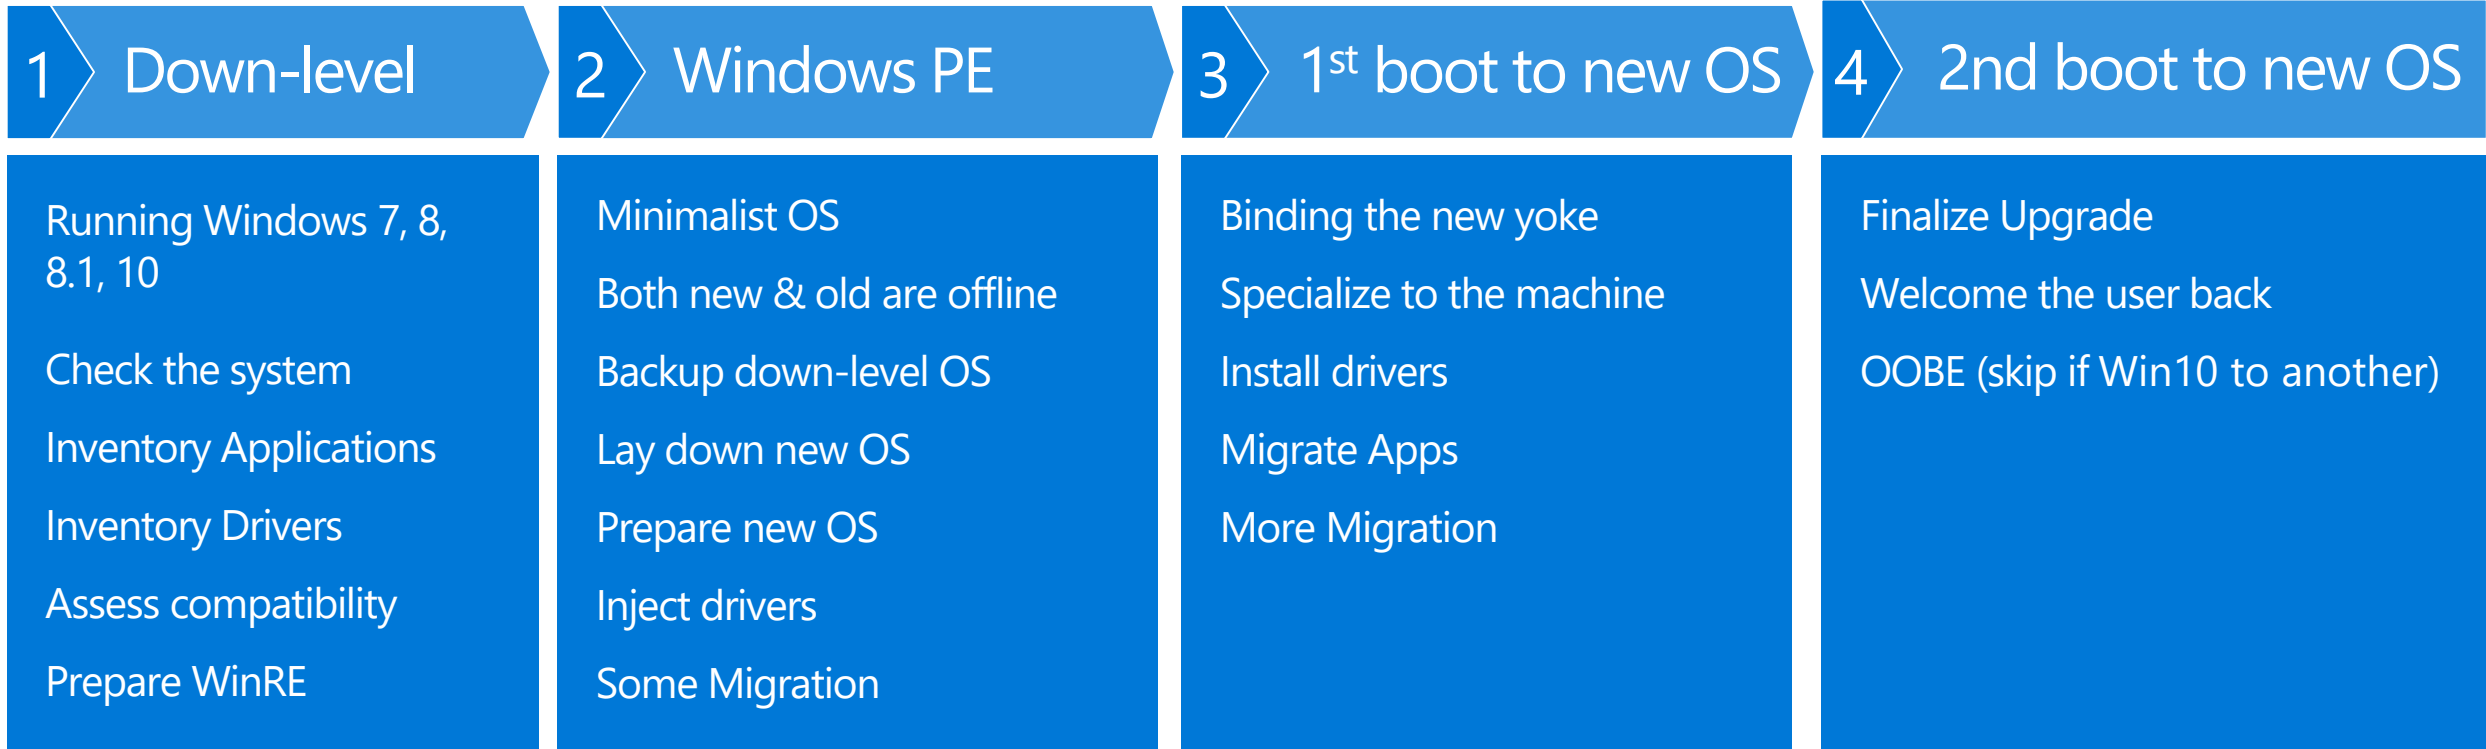 1 Down-level
Running Windows 7, 8,
8.1, 10
Check the system
Inventory Applications
Inventory Drivers
Assess compatibility
Prepare WinRE
2 Windows PE
Minimalist OS
Both new & old are offline
Backup down-level OS
Lay down new OS
Prepare new OS
Inject drivers
Some Migration
3 1st boot to new OS
Binding the new yoke
Specialize to the machine
Install drivers
Migrate Apps
More Migration
4 2nd boot to new OS
Finalize Upgrade
Welcome the user back
OOBE (skip if Win10 to another)